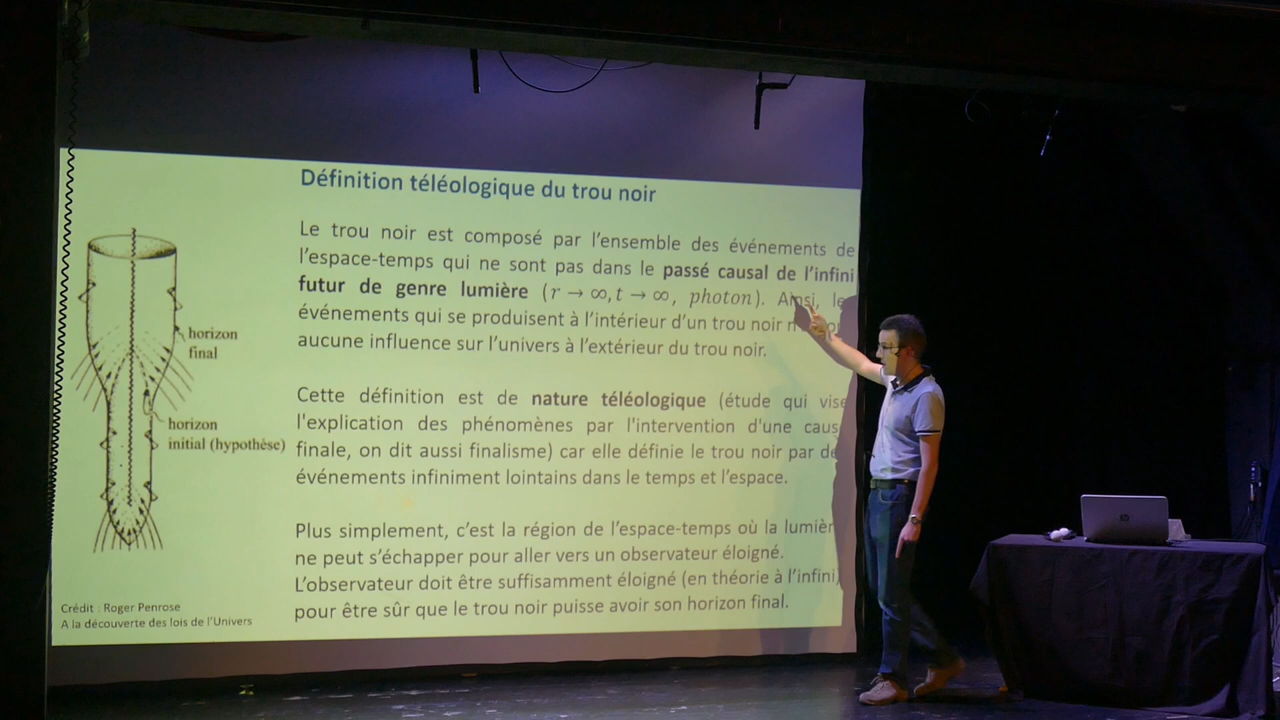 Définition téléologique du trou noir
Le trou noir est composé par l'ensemble des événements de
l'espace-temps qui ne sont pas dans le passé causal de l'infini
futur de genre lumière (r → ∞, t → ∞, photon). Ainsi,
événements qui se produisent à l'intérieur d'un trou noir
aucune influence sur l'univers à l'extérieur du trou noir.
Cette définition est de nature téléologique (étude qui vise
l'explication des phénomènes par l'intervention d'une
finale, on dit aussi finalisme) car elle définie le trou noir par
événements infiniment lointains dans le temps et l'espace.
Plus simplement, c'est la région de l'espace-temps où la
ne peut s'échapper pour aller vers un observateur éloigné.
L'observateur doit être suffisamment éloigné (en théorie à l'infini)
pour être sûr que le trou noir puisse avoir son horizon final.
horizon
final
horizon
initial (hypothèse)
Crédit : Roger Penrose
A la découverte des lois de l'Univers